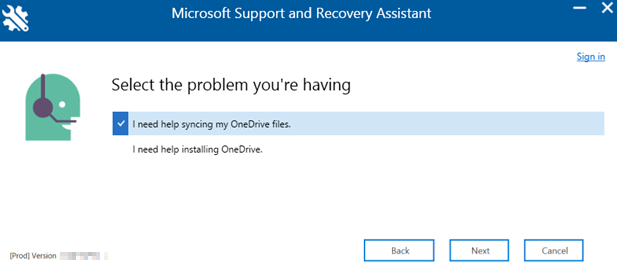 Microsoft Support and Recovery Assistant
Sign in
Select the problem you're having
I need help syncing my OneDrive files.
I need help installing OneDrive.
Back Next Cancel
[Prod] Version